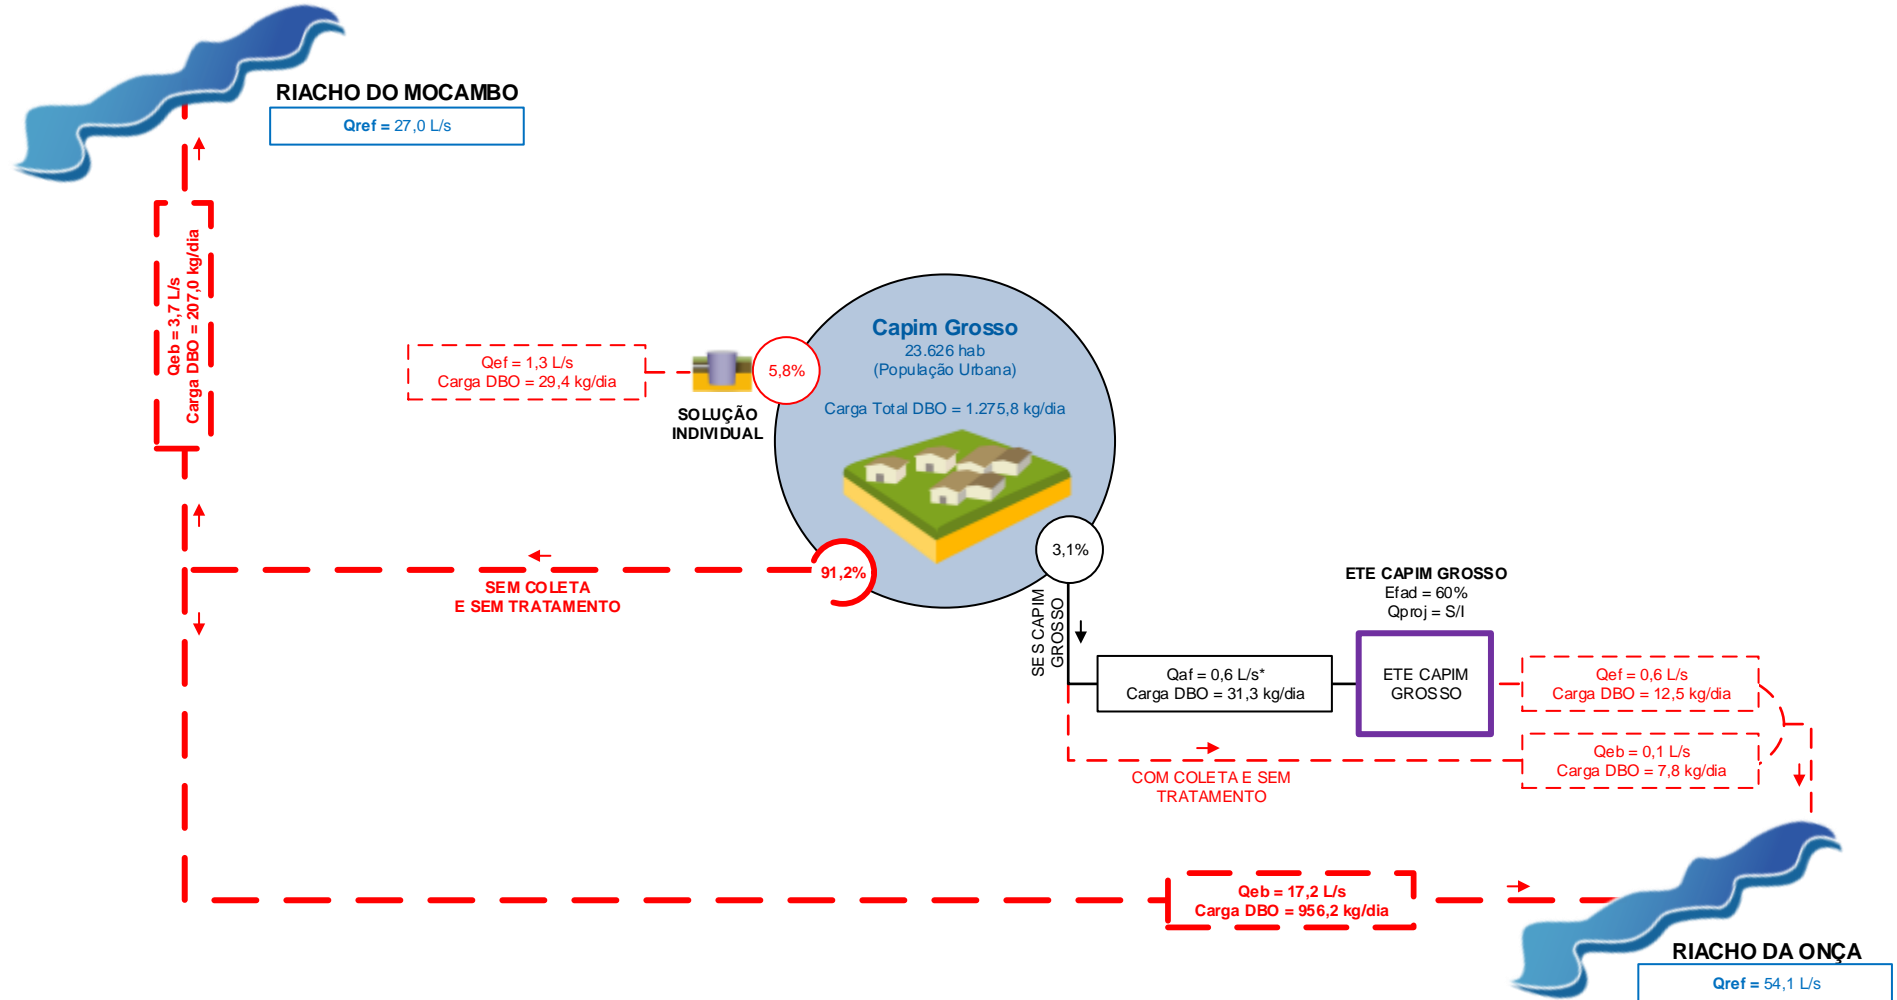 RIACHO DO MOCAMBO
Qref = 27,0 L/s
Qeb = 3,7 L/s
Carga DBO = 207,0 kg/dia
Capim Grosso
23.626 hab
(População Urbana)
Carga Total DBO = 1.275,8 kg/dia
5,8%
Qef = 1,3 L/s
Carga DBO = 29,4 kg/dia
SOLUÇÃO
INDIVIDUAL
91,2%
SEM COLETA
E SEM TRATAMENTO
3,1%
SES CAPIM
GROSSO
ETE CAPIM GROSSO
Efad = 60%
Qproj = S/I
Qaf = 0,6 L/s*
Carga DBO = 31,3 kg/dia
ETE CAPIM
GROSSO
Qef = 0,6 L/s
Carga DBO = 12,5 kg/dia
Qeb = 0,1 L/s
Carga DBO = 7,8 kg/dia
COM COLETA E SEM
TRATAMENTO
Qeb = 17,2 L/s
Carga DBO = 956,2 kg/dia
RIACHO DA ONÇA
Qref = 54,1 L/s